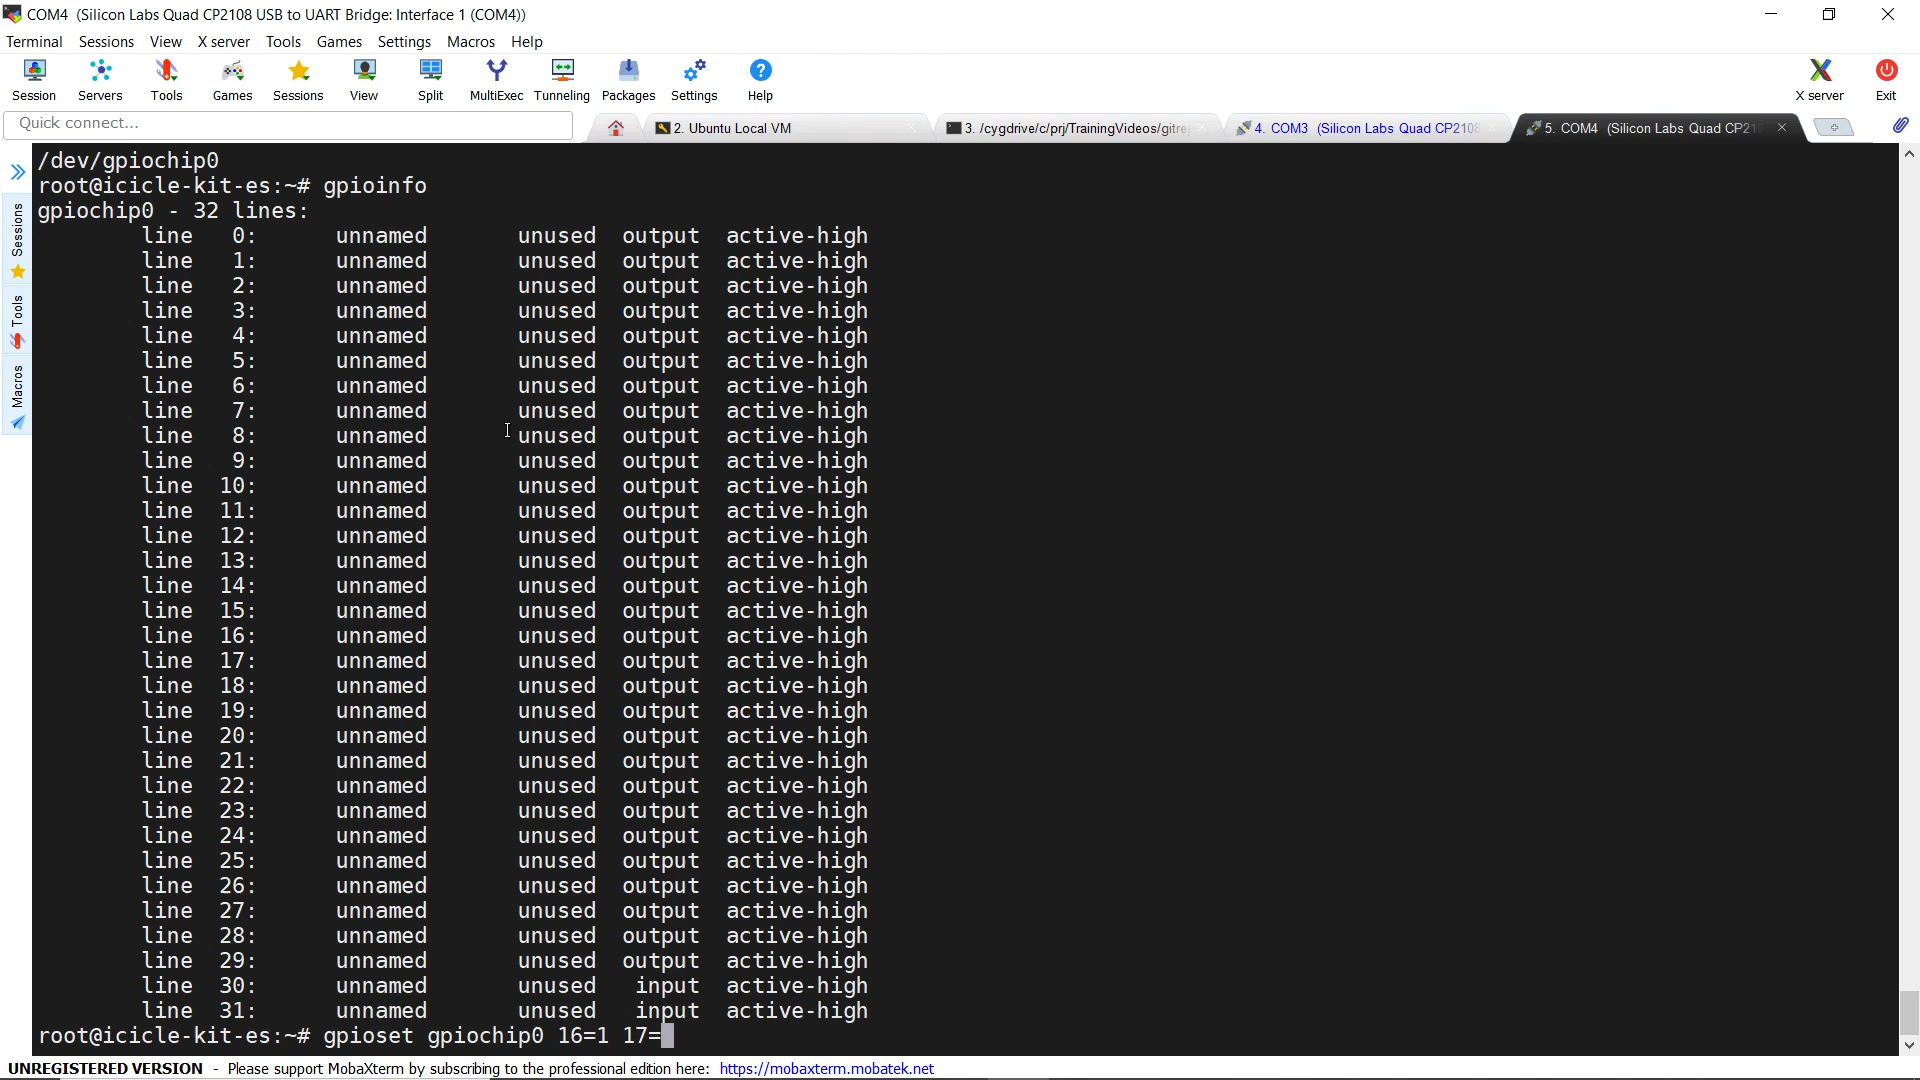 COM4 (Silicon Labs Quad CP2108 USB to UART Bridge: Interface 1 (COM4))
Terminal Sessions View X server Tools Games Settings Macros Help
Session Servers Tools Games Sessions View Split MultiExec Tunneling Packages Settings Help X server Exit
Quick connect...
2. Ubuntu Local VM
3. /cygdrive/c/prj/TrainingVideos/gitre
4. COM3 (Silicon Labs Quad CP2108
5. COM4 (Silicon Labs Quad CP210
Sessions
Tools
Macros
/dev/gpiochip0
root@icicle-kit-es:~# gpioinfo
gpiochip0 - 32 lines:
line 0: unnamed unused output active-high
line 1: unnamed unused output active-high
line 2: unnamed unused output active-high
line 3: unnamed unused output active-high
line 4: unnamed unused output active-high
line 5: unnamed unused output active-high
line 6: unnamed unused output active-high
line 7: unnamed unused output active-high
line 8: unnamed unused output active-high
line 9: unnamed unused output active-high
line 10: unnamed unused output active-high
line 11: unnamed unused output active-high
line 12: unnamed unused output active-high
line 13: unnamed unused output active-high
line 14: unnamed unused output active-high
line 15: unnamed unused output active-high
line 16: unnamed unused output active-high
line 17: unnamed unused output active-high
line 18: unnamed unused output active-high
line 19: unnamed unused output active-high
line 20: unnamed unused output active-high
line 21: unnamed unused output active-high
line 22: unnamed unused output active-high
line 23: unnamed unused output active-high
line 24: unnamed unused output active-high
line 25: unnamed unused output active-high
line 26: unnamed unused output active-high
line 27: unnamed unused output active-high
line 28: unnamed unused output active-high
line 29: unnamed unused output active-high
line 30: unnamed unused input active-high
line 31: unnamed unused input active-high
root@icicle-kit-es:~# gpioset gpiochip0 16=1 17=
UNREGISTERED VERSION - Please support MobaXterm by subscribing to the professional edition here: https://mobaxterm.mobatek.net